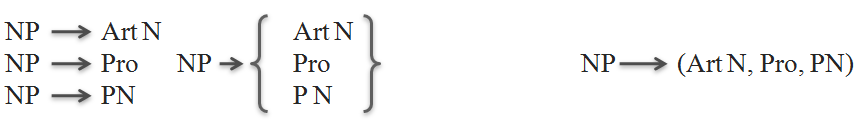 NP ⟶ Art N
NP ⟶ Pro
NP ⟶ PN
NP → { Art N
Pro
P N }
NP ⟶ (Art N, Pro, PN)